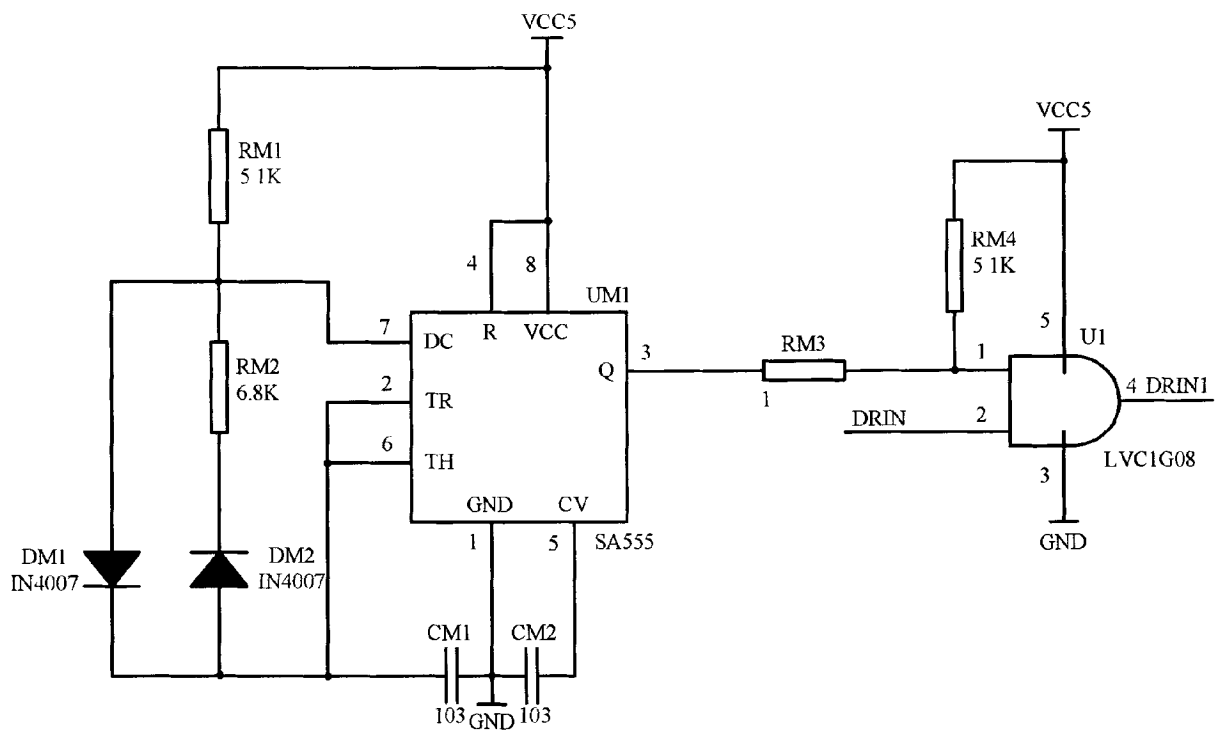 VCC5
VCC5
RM1
5 1K
RM4
5 1K
4
8
UM1
5
U1
7
DC
R
VCC
RM2
6.8K
3
RM3
1
Q
2
TR
1
4 DRIN1
DRIN
2
6
TH
LVC1G08
3
GND
CV
1
5
SA555
GND
DM1
IN4007
DM2
IN4007
CM1
CM2
103
GND
103